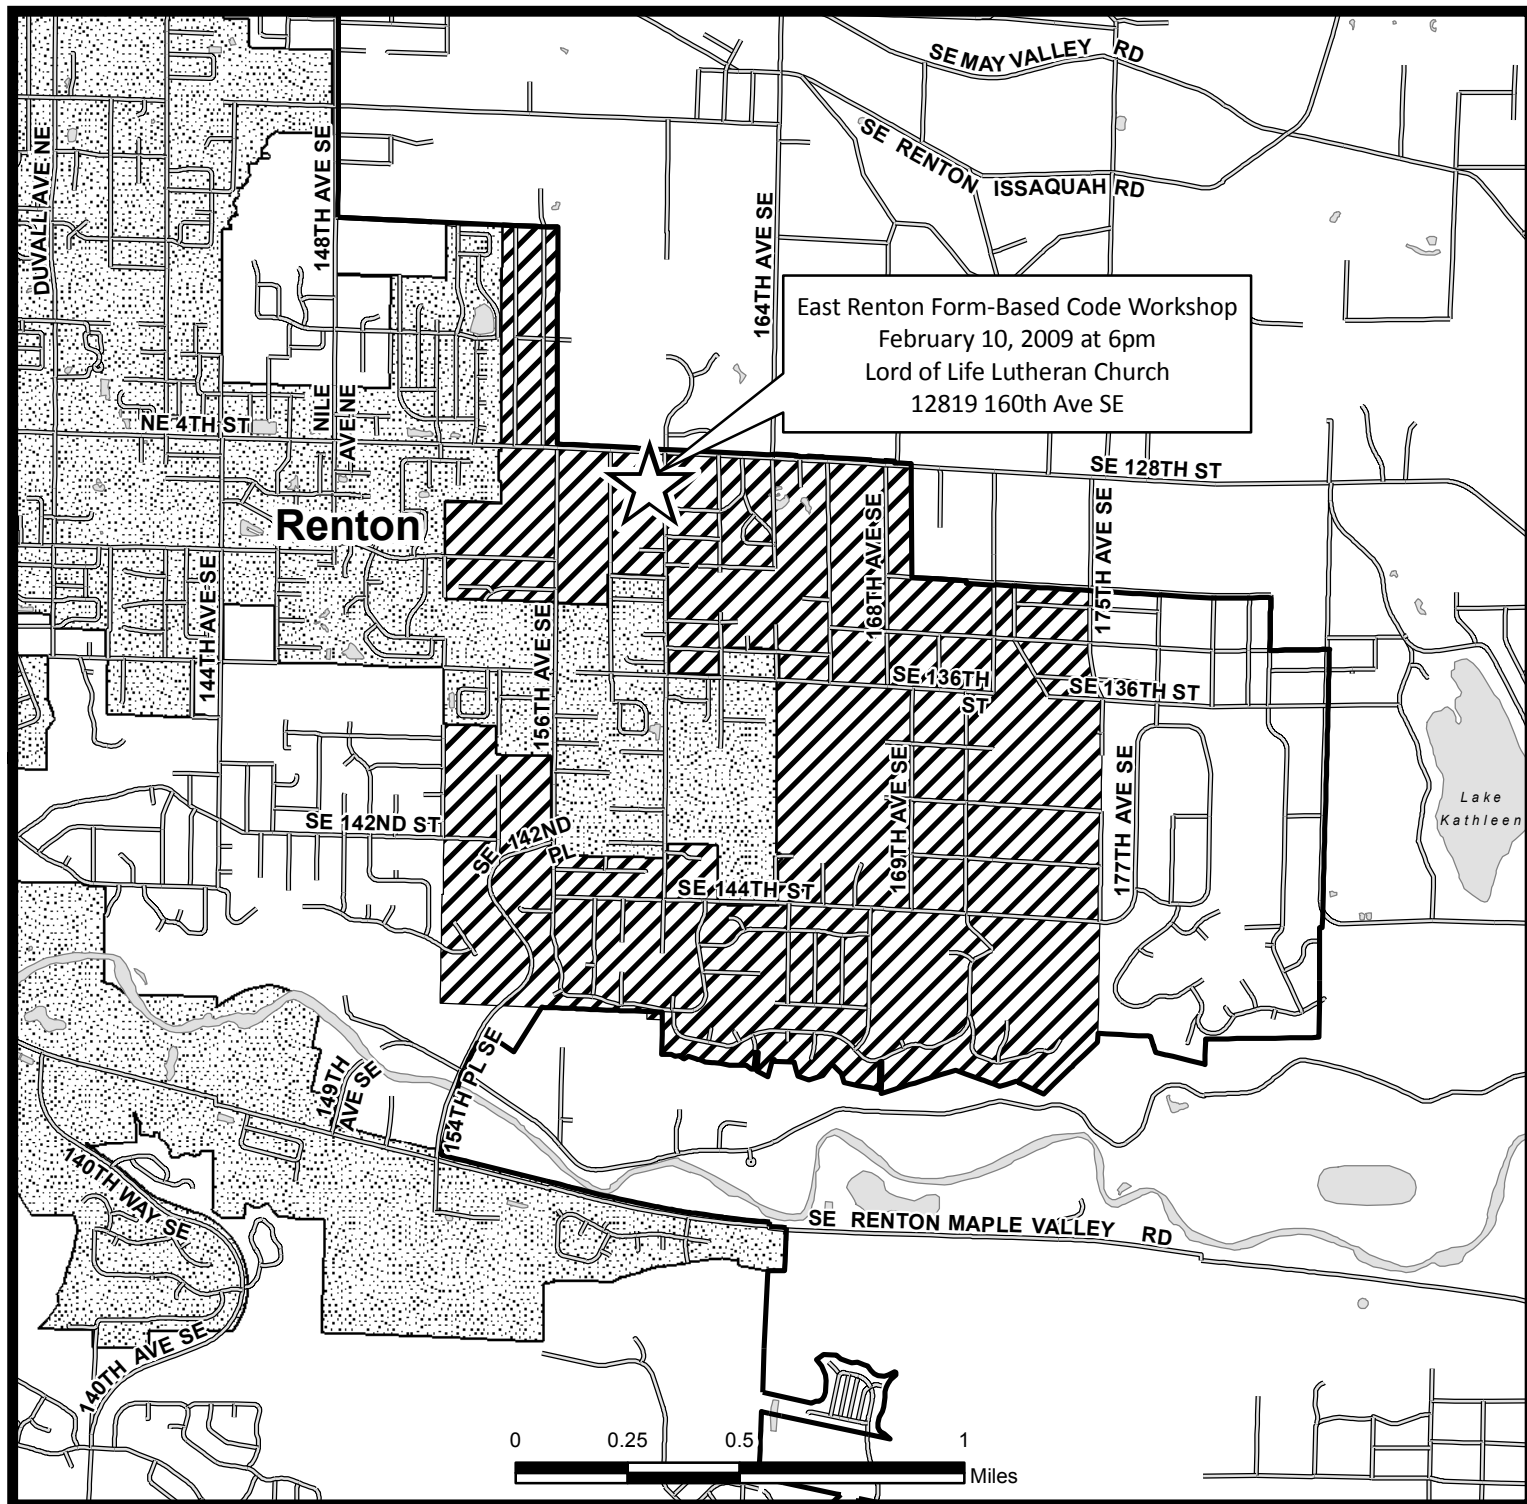 SE MAY VALLEY RD
SE RENTON ISSAQUAH RD
DUVALL AVE NE
148TH AVE SE
164TH AVE SE
East Renton Form-Based Code Workshop
February 10, 2009 at 6pm
Lord of Life Lutheran Church
12819 160th Ave SE
NILE
AVENE
NE 4TH ST
SE 128TH ST
Renton
168TH AVE SE
175TH AVE SE
144TH AVE SE
156TH AVE SE
SE 136TH
ST
SE 136TH ST
169TH AVE SE
177TH AVE SE
Lake
Kathleen
SE 142ND ST
SE 142ND
PL
SE 144TH ST
149TH
AVE SE
154TH PL SE
140TH WAY SE
SE RENTON MAPLE VALLEY RD
140TH AVE SE
0 0.25 0.5 1
Miles